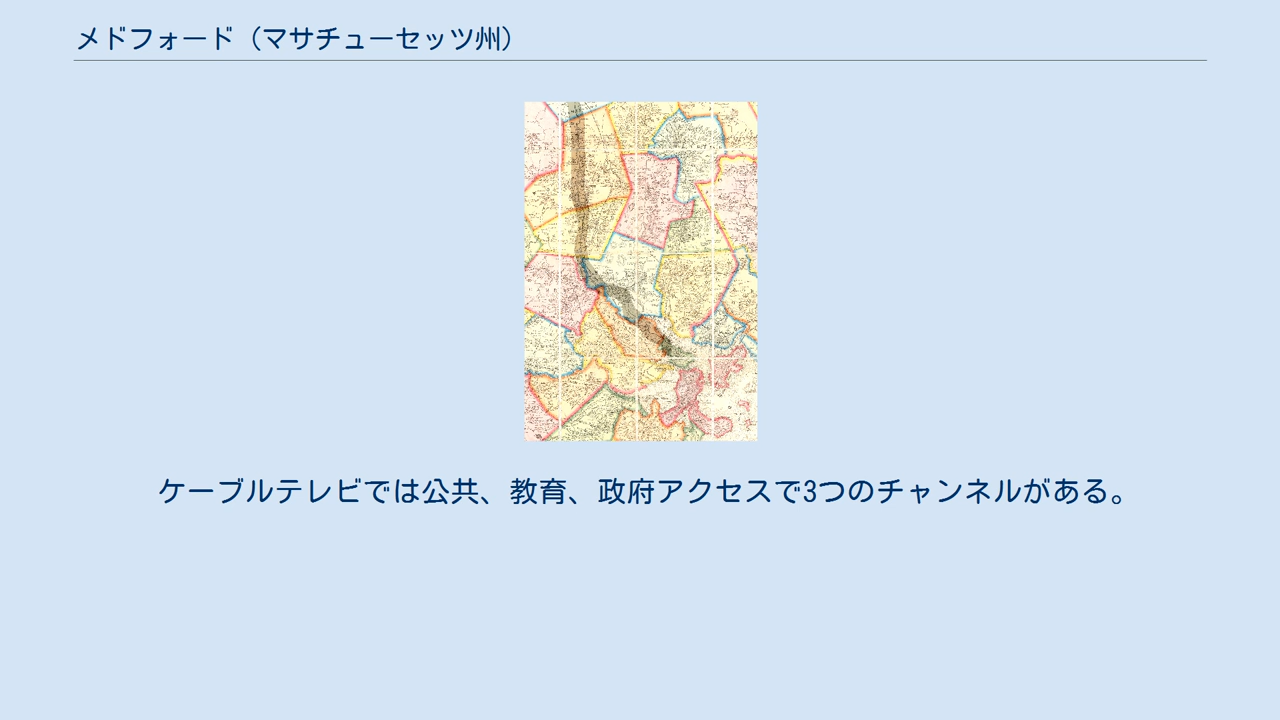 メドフォード（マサチューセッツ州）
ケーブルテレビでは公共、教育、政府アクセスで3つのチャンネルがある。